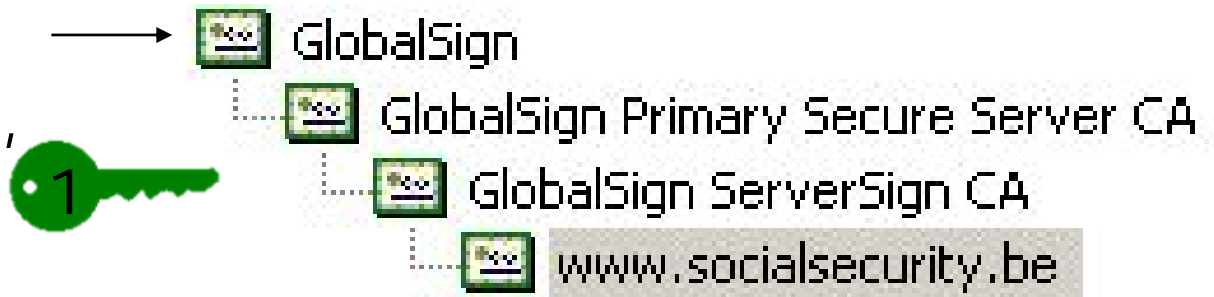 GlobalSign
GlobalSign Primary Secure Server CA
,
1
GlobalSign ServerSign CA
www.socialsecurity.be